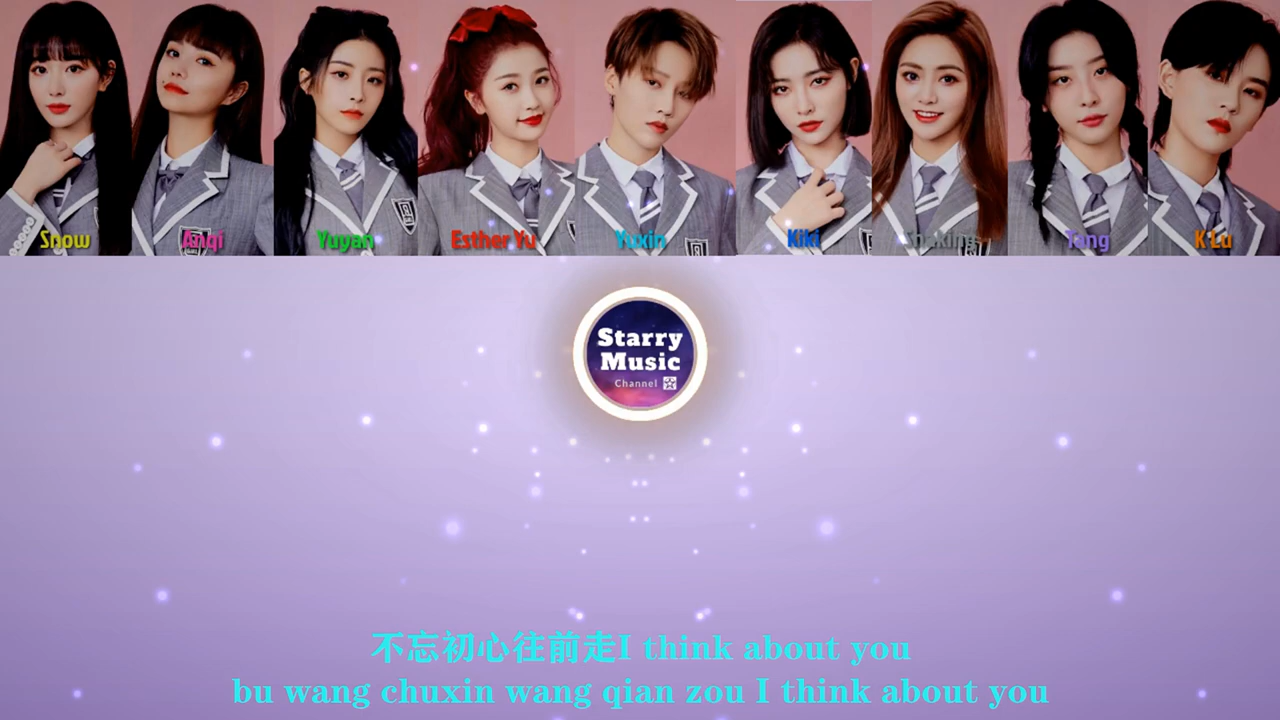 Snow
Anqi
Yuyan
Esther Yu
Yuxin
Kiki
Shaking
Tang
K Lu
Starry
Music
Channel
不忘初心往前走I think about you
bu wang chuxin wang qian zou I think about you